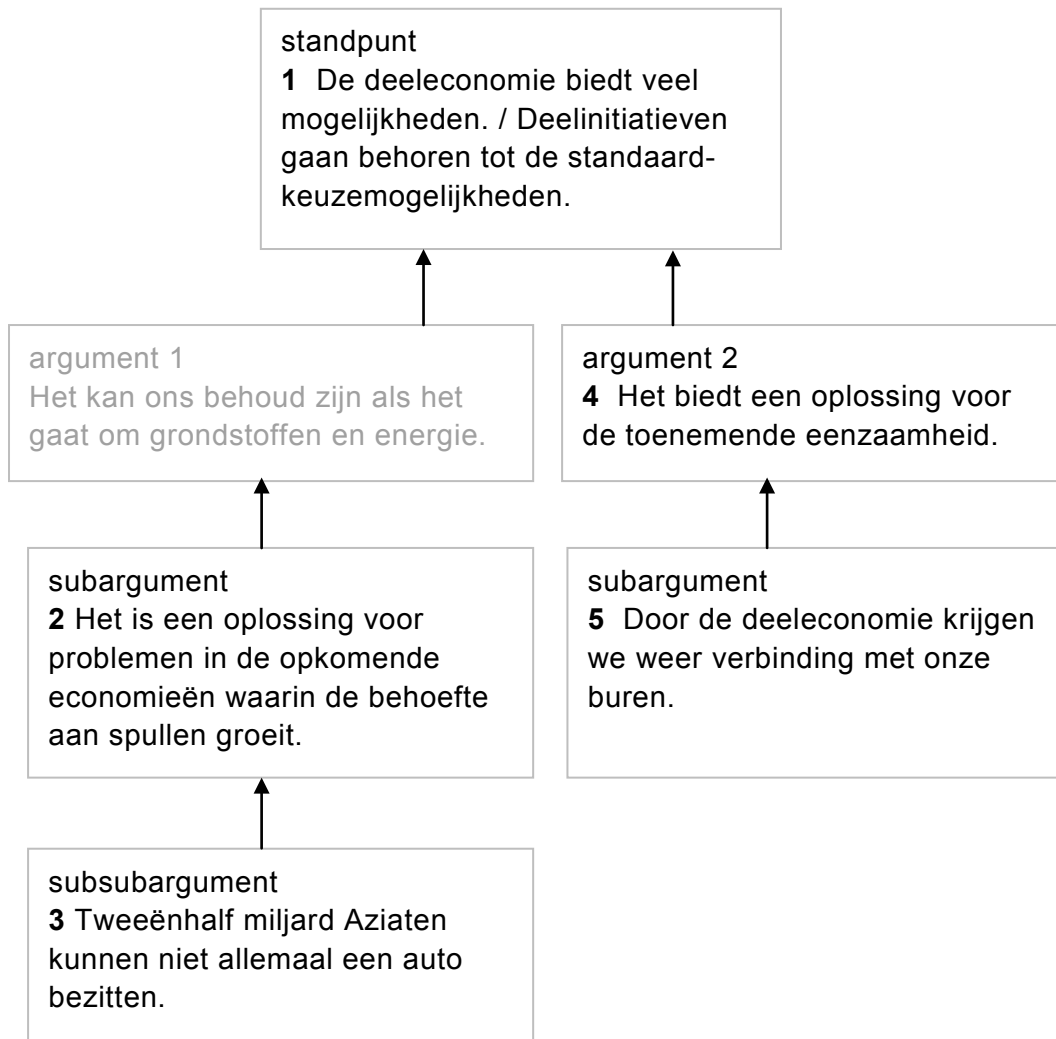 standpunt
1 De deeleconomie biedt veel
mogelijkheden. / Deelinitiatieven
gaan behoren tot de standaard-
keuzemogelijkheden.
argument 1
Het kan ons behoud zijn als het
gaat om grondstoffen en energie.
argument 2
4 Het biedt een oplossing voor
de toenemende eenzaamheid.
subargument
2 Het is een oplossing voor
problemen in de opkomende
economieën waarin de behoefte
aan spullen groeit.
subargument
5 Door de deeleconomie krijgen
we weer verbinding met onze
buren.
subsubargument
3 Tweeënhalf miljard Aziaten
kunnen niet allemaal een auto
bezitten.